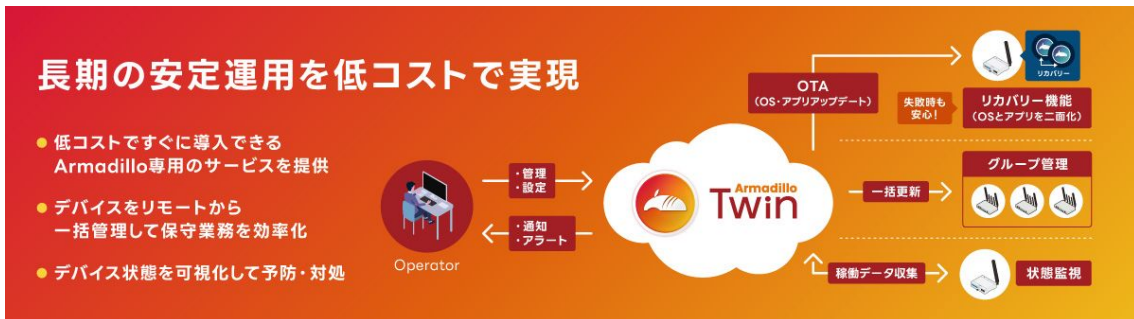 長期の安定運用を低コストで実現
低コストですぐに導入できる
Armadillo専用のサービスを提供
デバイスをリモートから
一括管理して保守業務を効率化
デバイス状態を可視化して予防・対処
Operator
・管理
・設定
・通知
・アラート
Armadillo
Twin
OTA
(OS・アプリアップデート)
リカバリー
失敗時も
安心!
リカバリー機能
(OSとアプリを二面化)
一括更新
グループ管理
稼働データ収集
状態監視